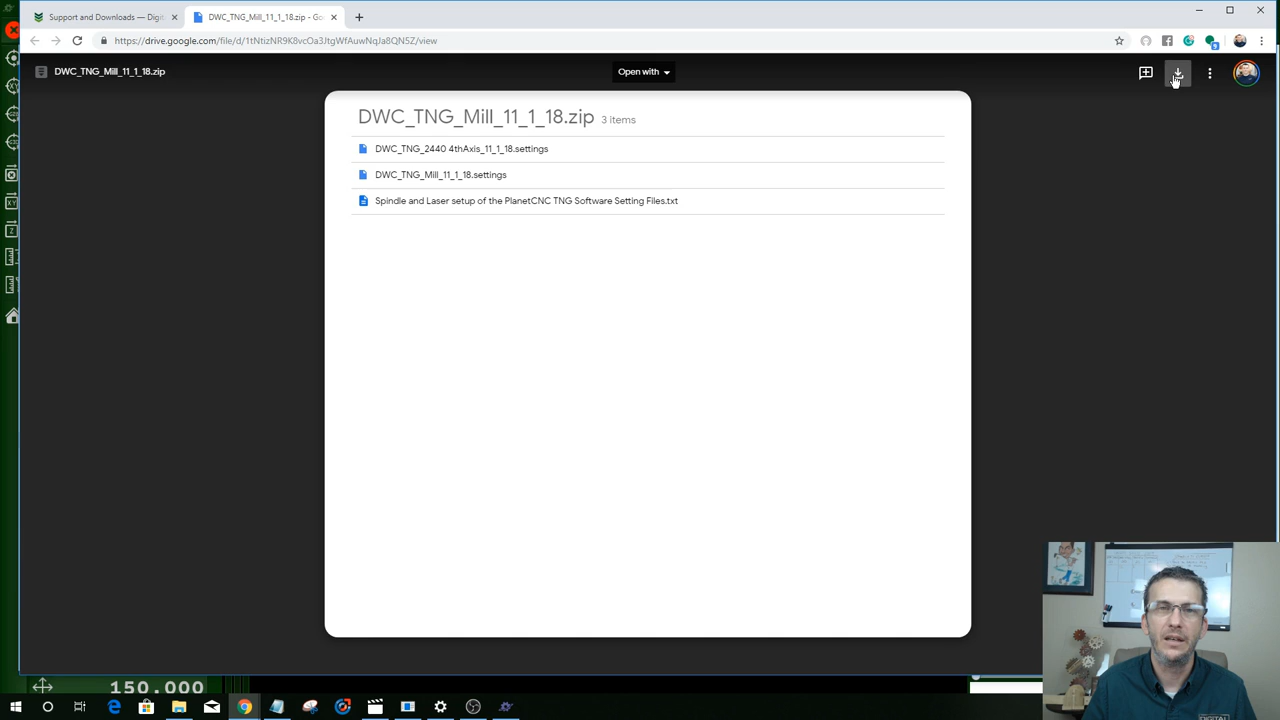 Support and Downloads — Digit
DWC_TNG_Mill_11_1_18.zip - Go
https://drive.google.com/file/d/1tNtizNR9K8vcOa3JtgWfAuwNqJa8QN5Z/view
DWC_TNG_Mill_11_1_18.zip
Open with
DWC_TNG_Mill_11_1_18.zip 3 items
DWC_TNG_2440 4thAxis_11_1_18.settings
DWC_TNG_Mill_11_1_18.settings
Spindle and Laser setup of the PlanetCNC TNG Software Setting Files.txt
XY
Z
150.000
DIGITAL